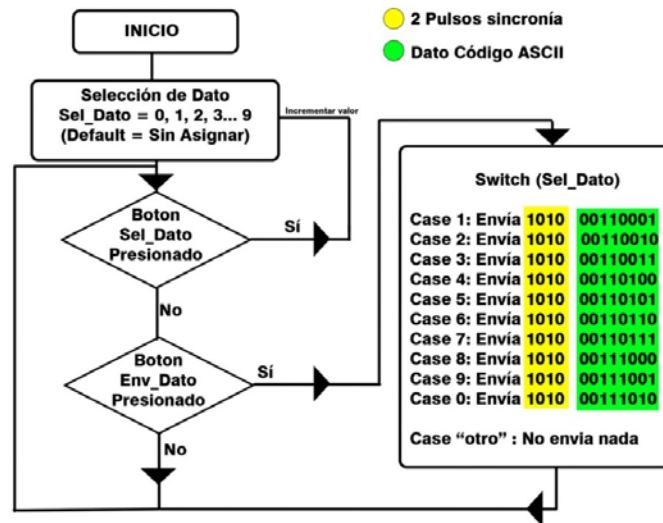 INICIO
2 Pulsos sincronía
Dato Código ASCII
Selección de Dato
Sel_Dato = 0, 1, 2, 3... 9
(Default = Sin Asignar)
Incrementar valor
Boton
Sel_Dato
Presionado
Sí
No
Boton
Env_Dato
Presionado
Sí
No
Switch (Sel_Dato)
Case 1: Envía 1010 00110001
Case 2: Envía 1010 00110010
Case 3: Envía 1010 00110011
Case 4: Envía 1010 00110100
Case 5: Envía 1010 00110101
Case 6: Envía 1010 00110110
Case 7: Envía 1010 00110111
Case 8: Envía 1010 00111000
Case 9: Envía 1010 00111001
Case 0: Envía 1010 00111010
Case “otro” : No envia nada